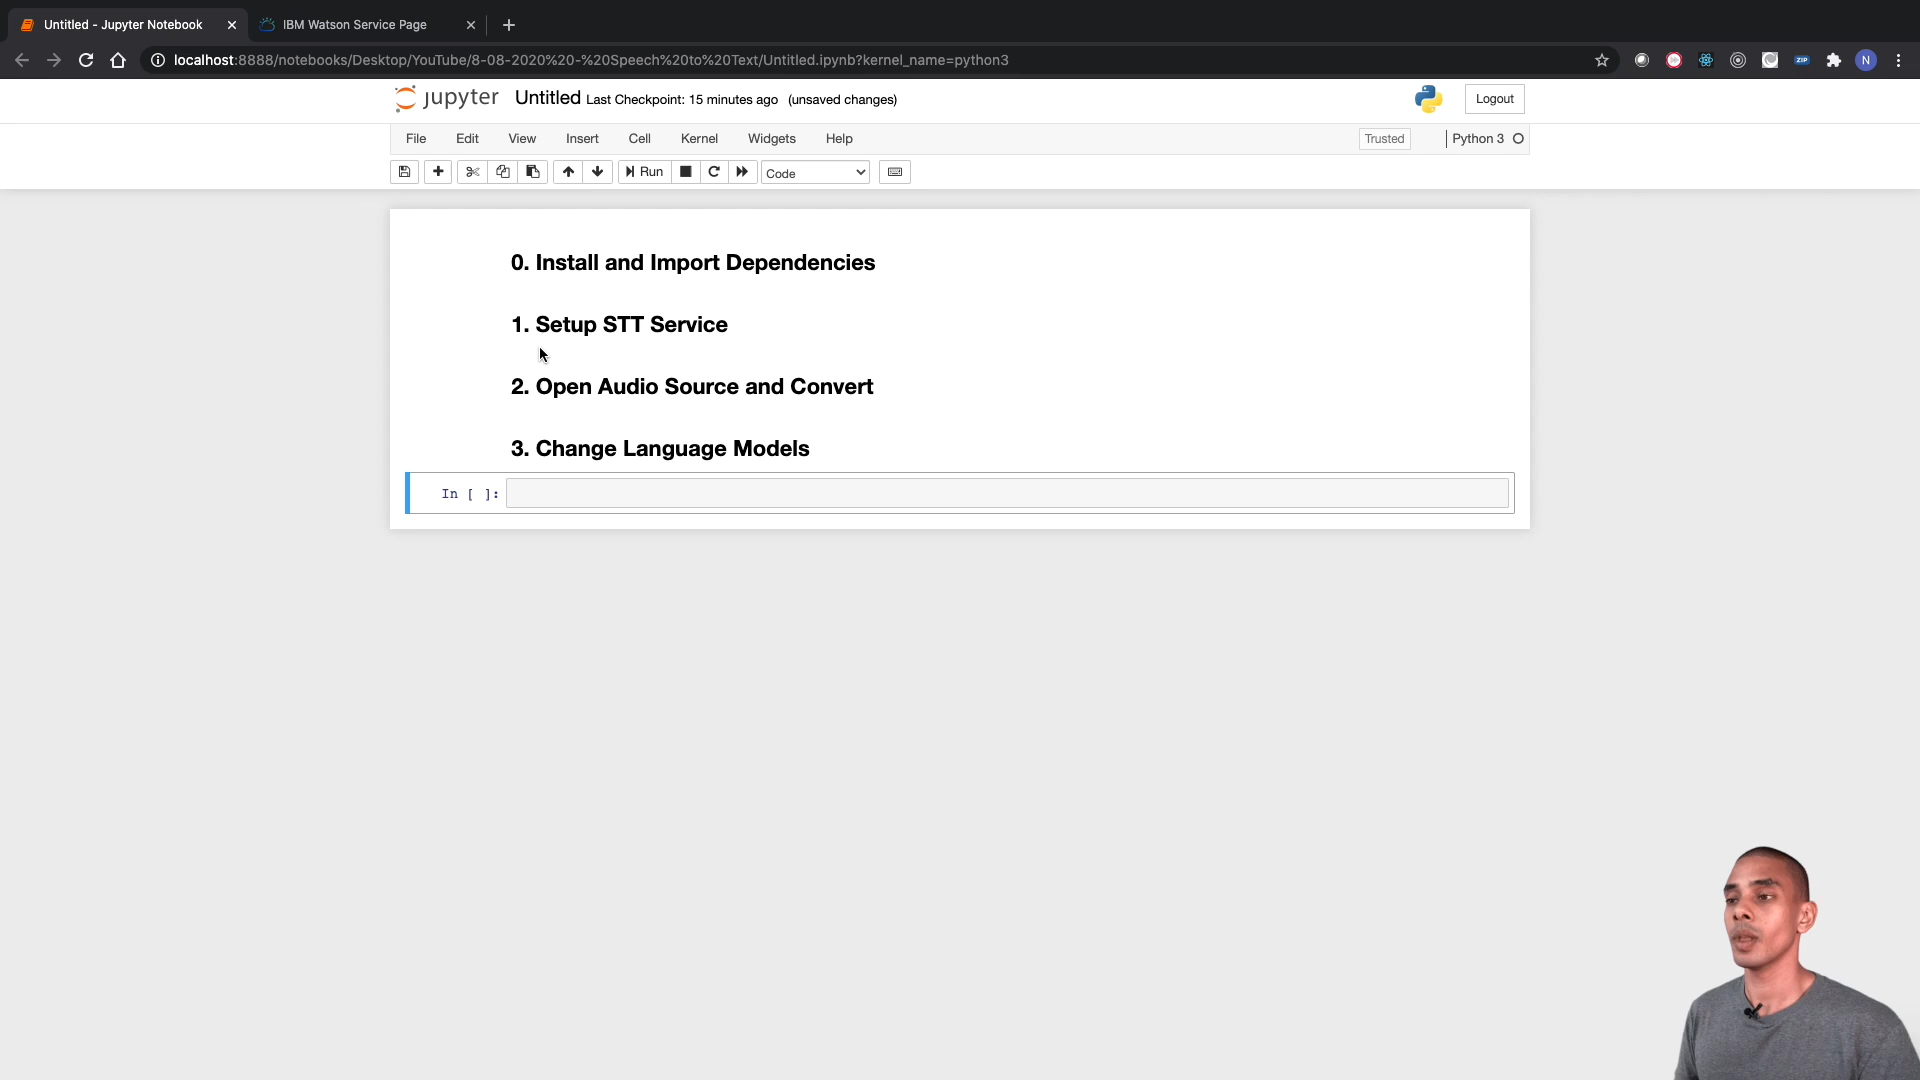 Untitled - Jupyter Notebook
IBM Watson Service Page
localhost:8888/notebooks/Desktop/YouTube/8-08-2020%20-%20Speech%20to%20Text/Untitled.ipynb?kernel_name=python3
ZIP
N
jupyter Untitled Last Checkpoint: 15 minutes ago (unsaved changes)
Logout
File Edit View Insert Cell Kernel Widgets Help
Trusted
Python 3
Run
Code
0. Install and Import Dependencies
1. Setup STT Service
2. Open Audio Source and Convert
3. Change Language Models
In [ ]: